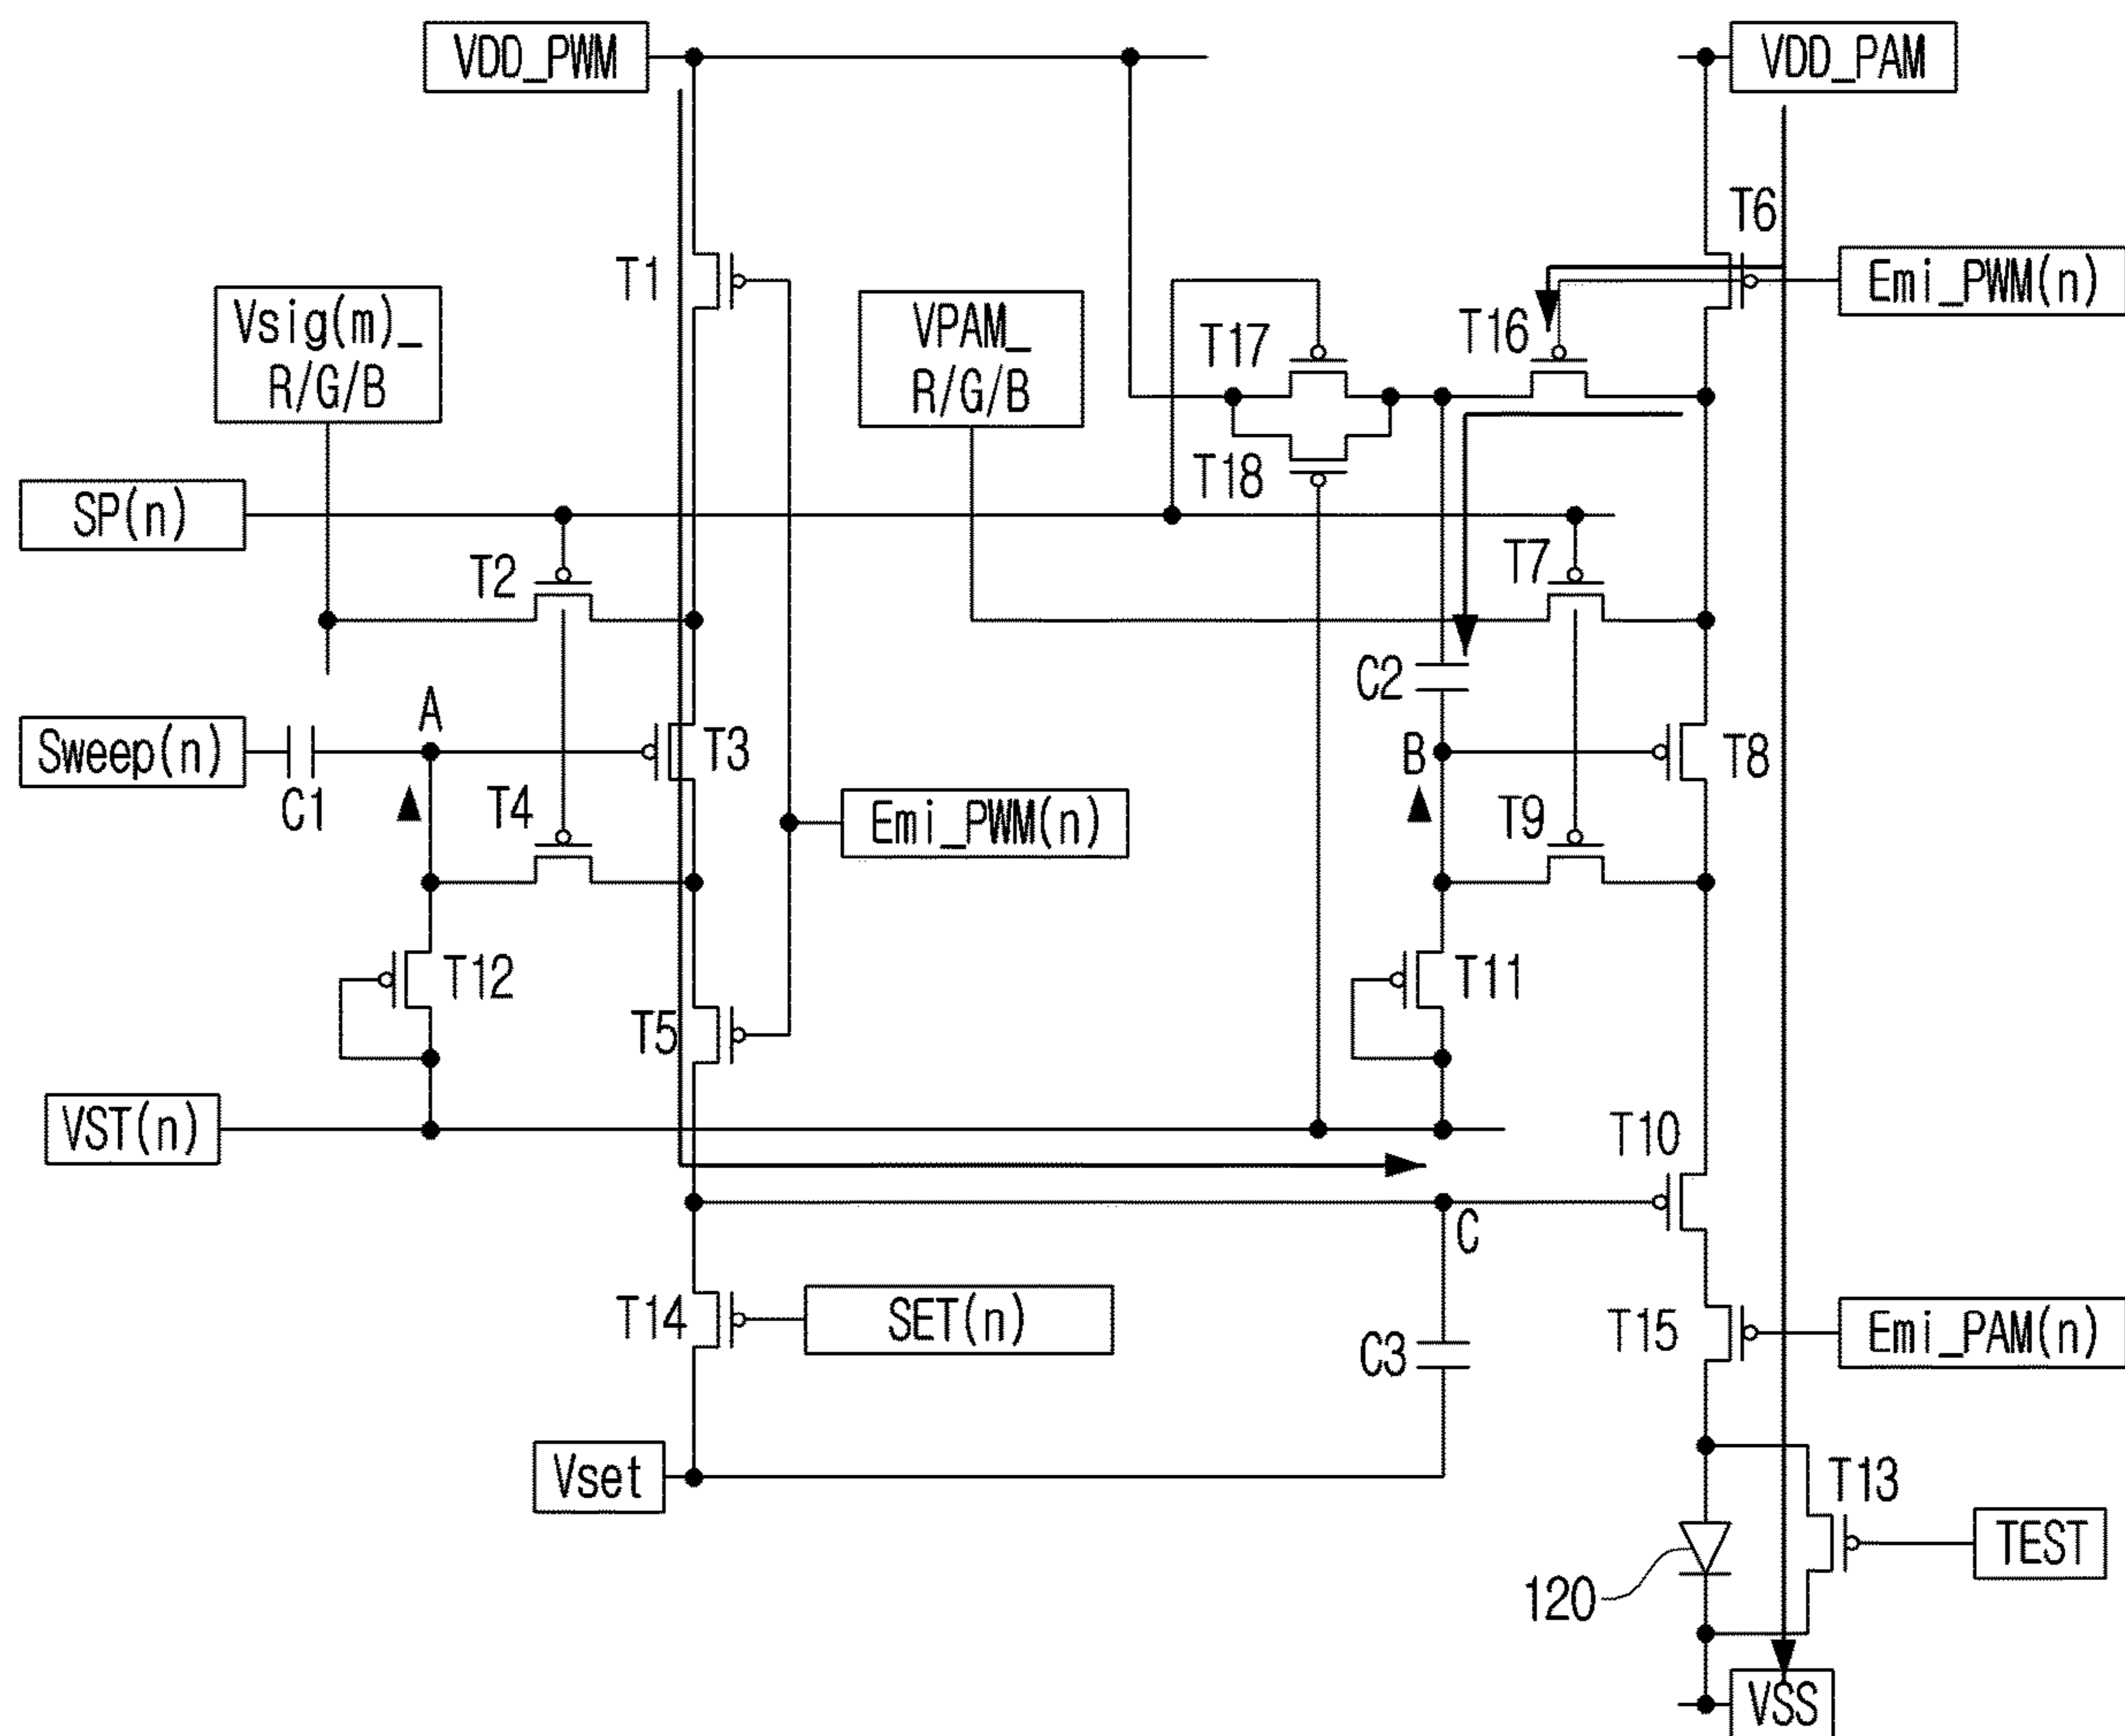 VDD_PWM
VDD_PAM
T6
T1
Emi_PWM(n)
Vsig(m)_
R/G/B
VPAM_
R/G/B
T17
T16
T18
SP(n)
T2
T7
C2
A
Sweep(n)
C1
T3
B
T8
T4
T9
Emi_PWM(n)
T12
T11
T5
VST(n)
T10
C
T14
SET(n)
C3
T15
Emi_PAM(n)
Vset
T13
TEST
120
VSS